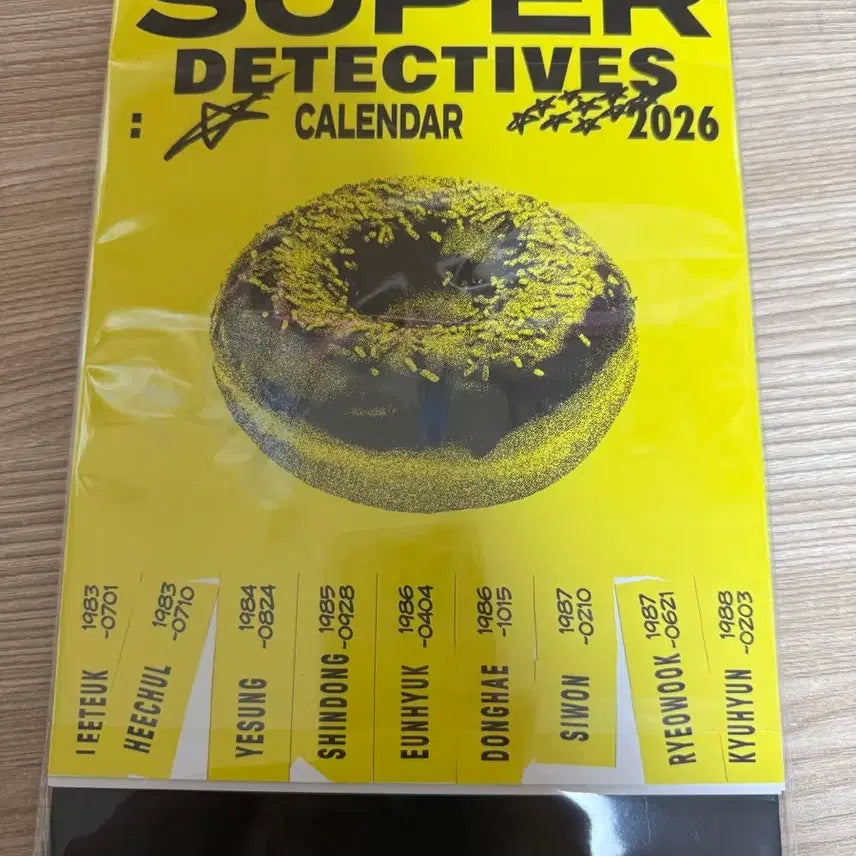 SUPER
DETECTIVES
: CALENDAR 2026
LEETEUK 1983
-0701
HEECHUL 1983
-0710
YESUNG 1984
-0824
SHINDONG 1985
-0928
EUNHYUK 1986
-0404
DONGHAE 1986
-1015
SIWON 1987
-0210
RYEOWOOK 1987
-0621
KYUHYUN 1988
-0203